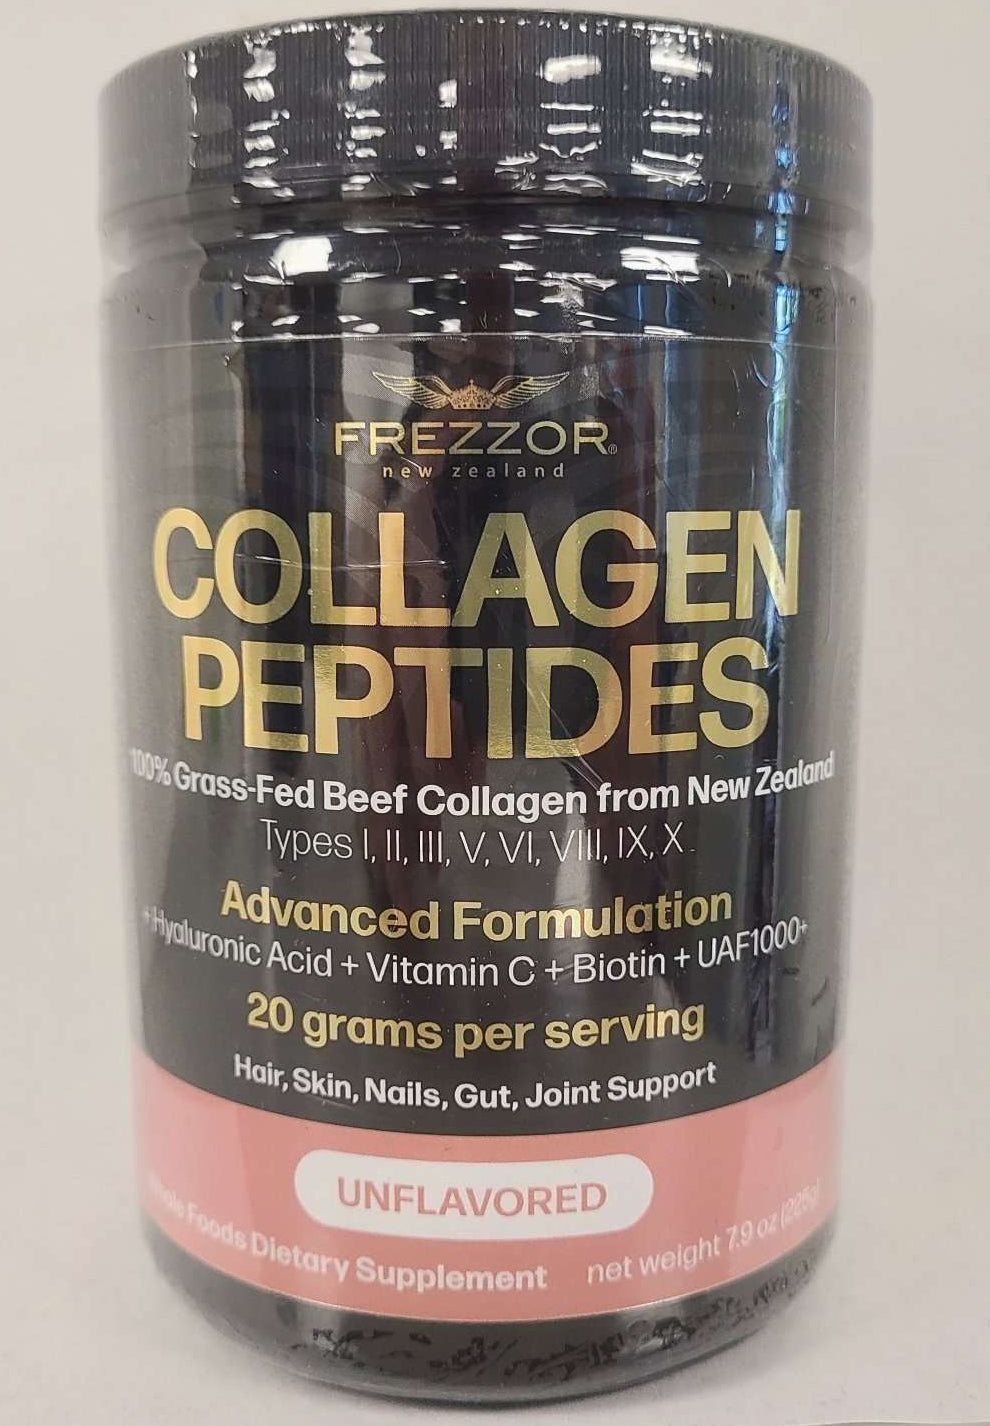 FREZZOR®
new zealand
COLLAGEN
PEPTIDES
100% Grass-Fed Beef Collagen from New Zealand
Types I, II, III, V, VI, VIII, IX, X
Advanced Formulation
+ Hyaluronic Acid + Vitamin C + Biotin + UAF1000+
20 grams per serving
Hair, Skin, Nails, Gut, Joint Support
UNFLAVORED
Foods Dietary Supplement net weight 7.9 oz (225g)